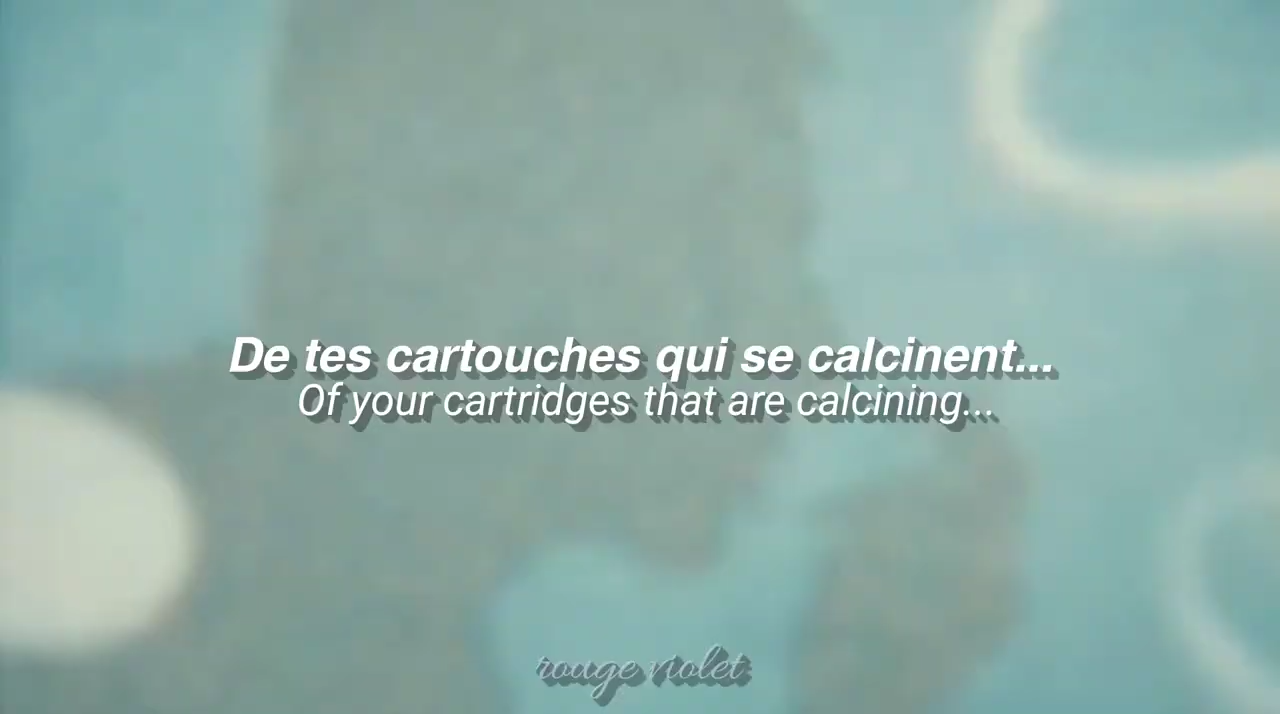 De tes cartouches qui se calcinent...
Of your cartridges that are calcining...
rouge violet